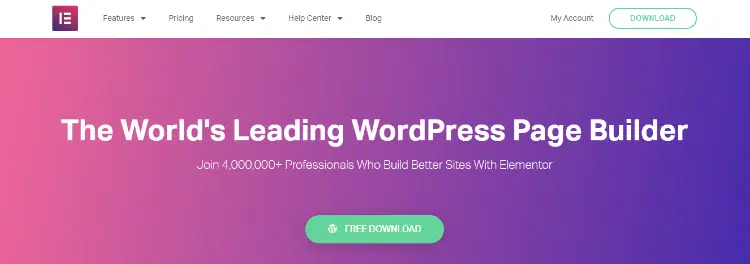 Features Pricing Resources Help Center Blog My Account DOWNLOAD
The World's Leading WordPress Page Builder
Join 4,000,000+ Professionals Who Build Better Sites With Elementor
FREE DOWNLOAD